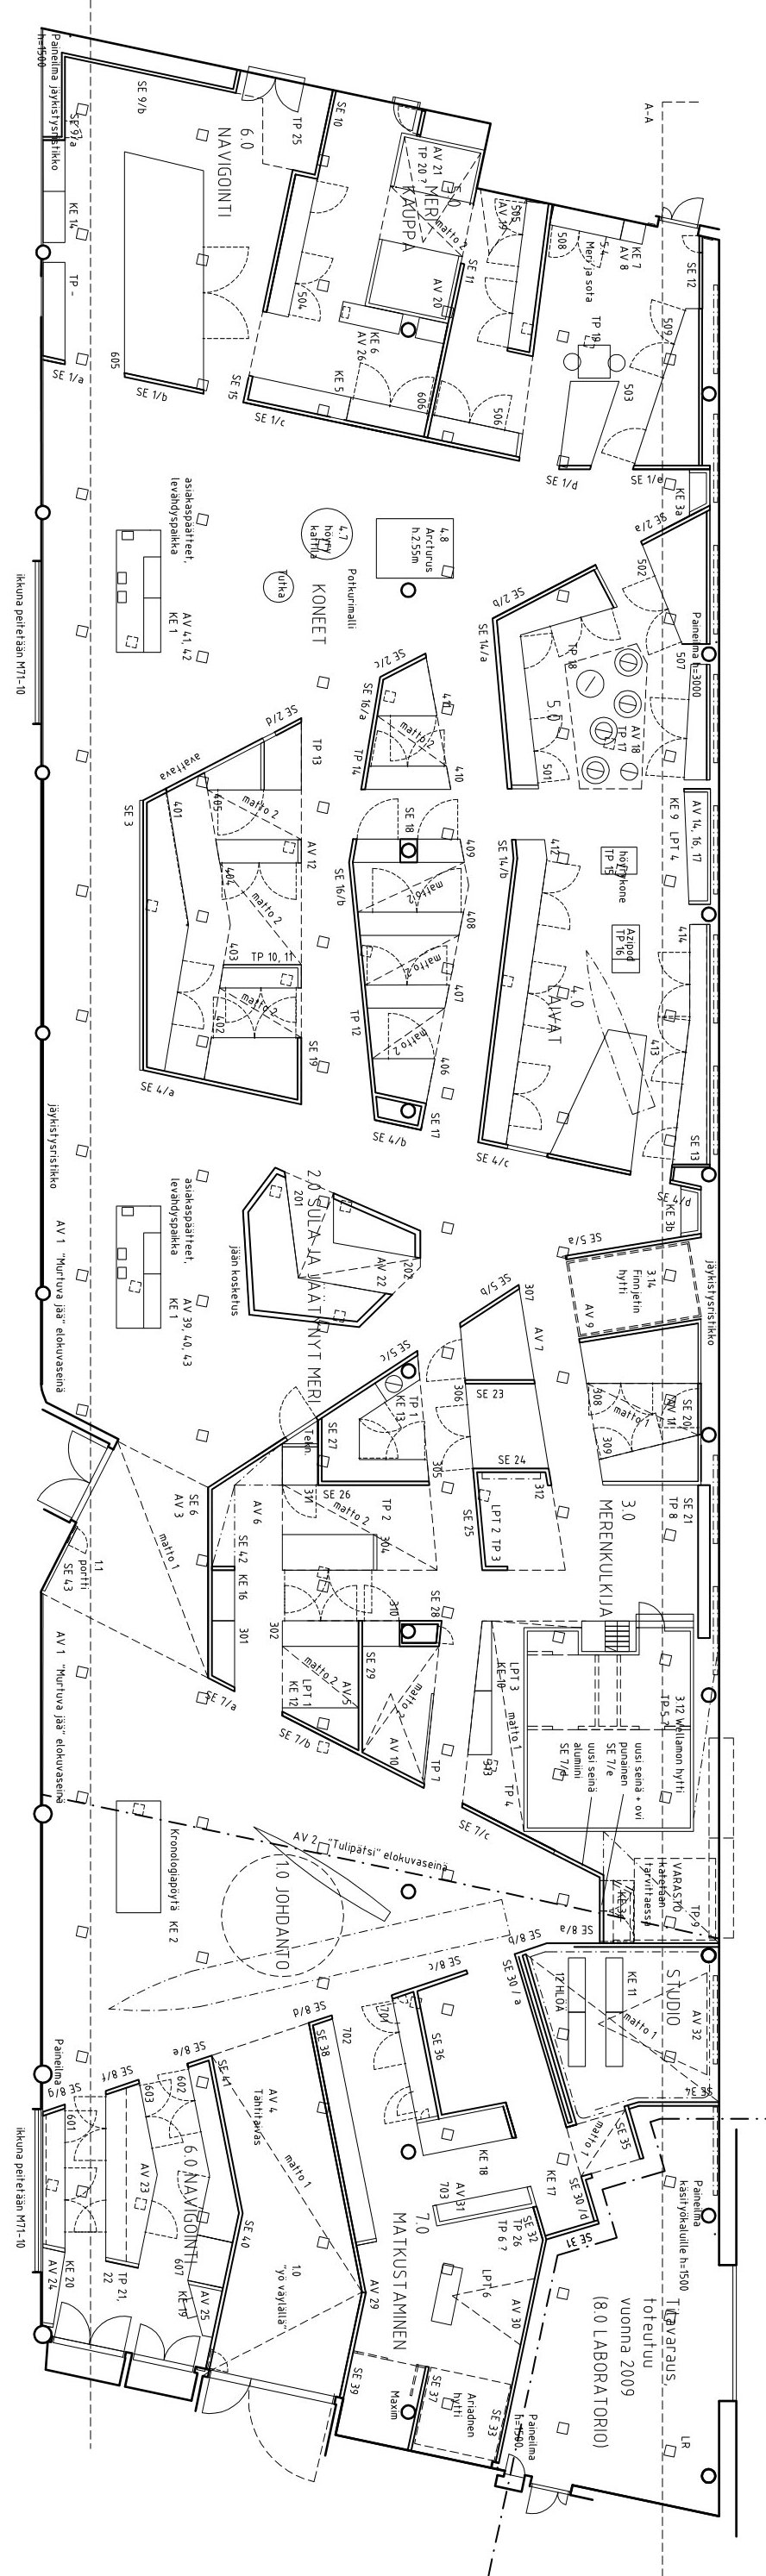 Paineilma jäykistysristikko
h=1500
SE 9/a
SE 9/b
KE 14
TP -
SE 1/a
6.0
NAVIGOINTI
TP 25
SE 10
605
SE 1/b
SE 15
SE 1/c
504
AV 21
TP 20 ?
5.0
MERI
KAUPPA
matto 3
SE 11
AV 20
KE 6
AV 26
KE 5
606
506
505
AV 19
508
5.4
Meri ja sota
KE 7
AV 8
TP 19
503
SE 12
509
SE 1/d
SE 1/e
A-A
KE 3a
SE 2/a
502
Paineilma h=3000
507
asiakaspäätteet,
levähdyspaikka
AV 41, 42
KE 1
ikkuna peitetään M71-10
4.7
höyry
kattila
Tutka
KONEET
Potkurimalli
4.8
Arcturus
h.2.55m
SE 2/b
SE 14/a
TP 18
5.0
501
AV 18
TP 17
SE 2/c
SE 16/a
411
matto 2
410
TP 14
SE 2/d
avattava
TP 13
SE 3
401
405
matto 2
AV 12
404
matto 2
403
TP 10, 11
matto 2
402
SE 19
SE 4/a
SE 18
409
SE 16/b
matto 2
408
matto 2
407
TP 12
matto 2
406
SE 17
SE 4/b
412
SE 14/b
höyrykone
TP 15
KE 9 LPT 4
AV 14, 16, 17
Azipod
TP 16
414
4.0
LAIVAT
413
SE 13
SE 4/c
SE 4/d
KE 3b
jäykistysristikko
AV 1 "Murtuva jää" elokuvaseinä
asiakaspäätteet,
levähdyspaikka
AV 39, 40, 43
KE 1
jään kosketus
201
2.0 SULA JA JÄÄTYNYT MERI
AV 22
202
SE 5/a
3.14
Finnjetin
hytti
AV 9
jäykistysristikko
SE 5/b
307
AV 7
SE 5/c
306
SE 23
TP 1
KE 13
SE 27
Tekn.
305
SE 26
308
matto 1
309
SE 20
AV 11
SE 24
312
SE 25
LPT 2 TP 3
3.0
MERENKULKIJA
SE 21
TP 8
SE 6
AV 3
AV 6
311
matto 2
TP 2
304
matto 1
1.1
portti
SE 43
SE 42
KE 16
301
302
310
SE 28
SE 29
matto 2
AV 5
LPT 1
KE 12
AV 10
matto 2
TP 7
SE 7/a
SE 7/b
LPT 3
KE 10
matto 1
303
TP 4
SE 7/c
3.12 Wellamon hytti
TP 5 ?
uusi seinä + ovi
punainen
SE 7/e
uusi seinä
alumiini
SE 7/d
AV 1 "Murtuva jää" elokuvaseinä
AV 2 "Tulipätsi" elokuvaseinä
Kronologiapöytä KE 2
1.0 JOHDANTO
VARASTO
katetaan
tarvittaessa
TP 9
SE 8/a
SE 8/b
SE 8/c
SE 8/d
SE 8/e
SE 8/f
SE 8/g
SE 30 / a
12 HLÖÄ
KE 11
STUDIO
AV 32
matto 1
SE 34
SE 35
matto 1
Paineilma
ikkuna peitetään M71-10
601
602
603
SE 41
AV 23
6.0 NAVIGOINTI
607
KE 20
AV 24
TP 21,
22
KE 19
AV 25
AV 4
Tähtitaivas
SE 40
matto 1
1.0
"yö väylällä"
702
SE 38
701
SE 36
KE 18
AV 31
703
7.0
MATKUSTAMINEN
AV 29
SE 39
SE 37
Maxim
KE 17
SE 30 /d
SE 31
SE 32
TP 26
TP 6 ?
LPT 6
AV 30
Ariadnen
hytti
SE 33
Paineilma
h=1500
Paineilma
käsityökaluille h=1500
Tilavaraus,
toteutuu
vuonna 2009
(8.0 LABORATORIO)
LR